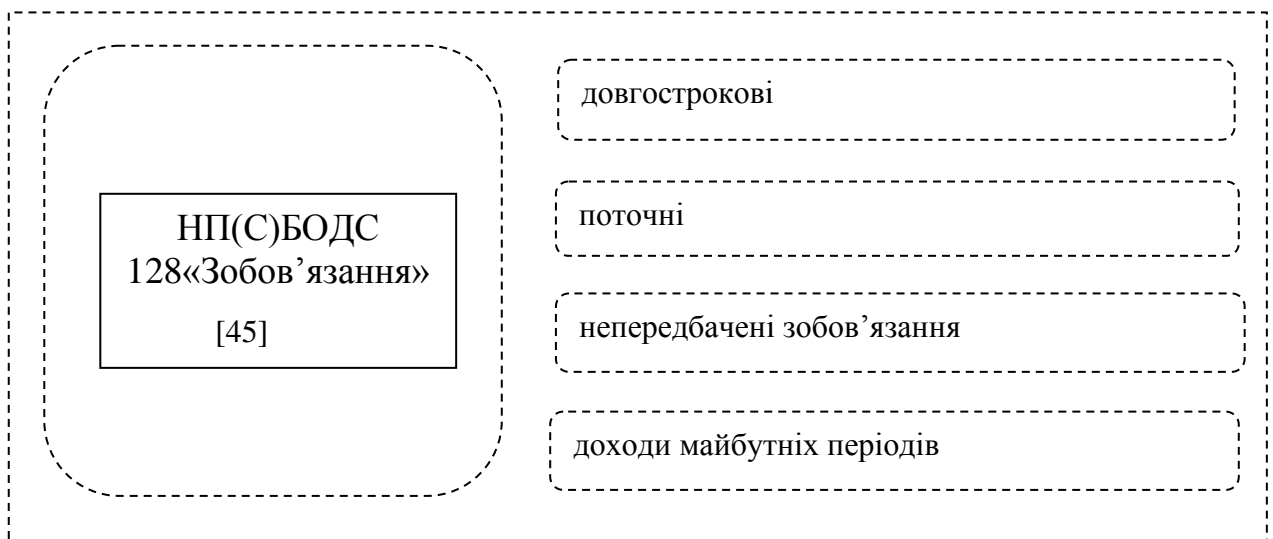 НП(С)БОДС
128«Зобов’язання»
[45]
довгострокові
поточні
непередбачені зобов’язання
доходи майбутніх періодів